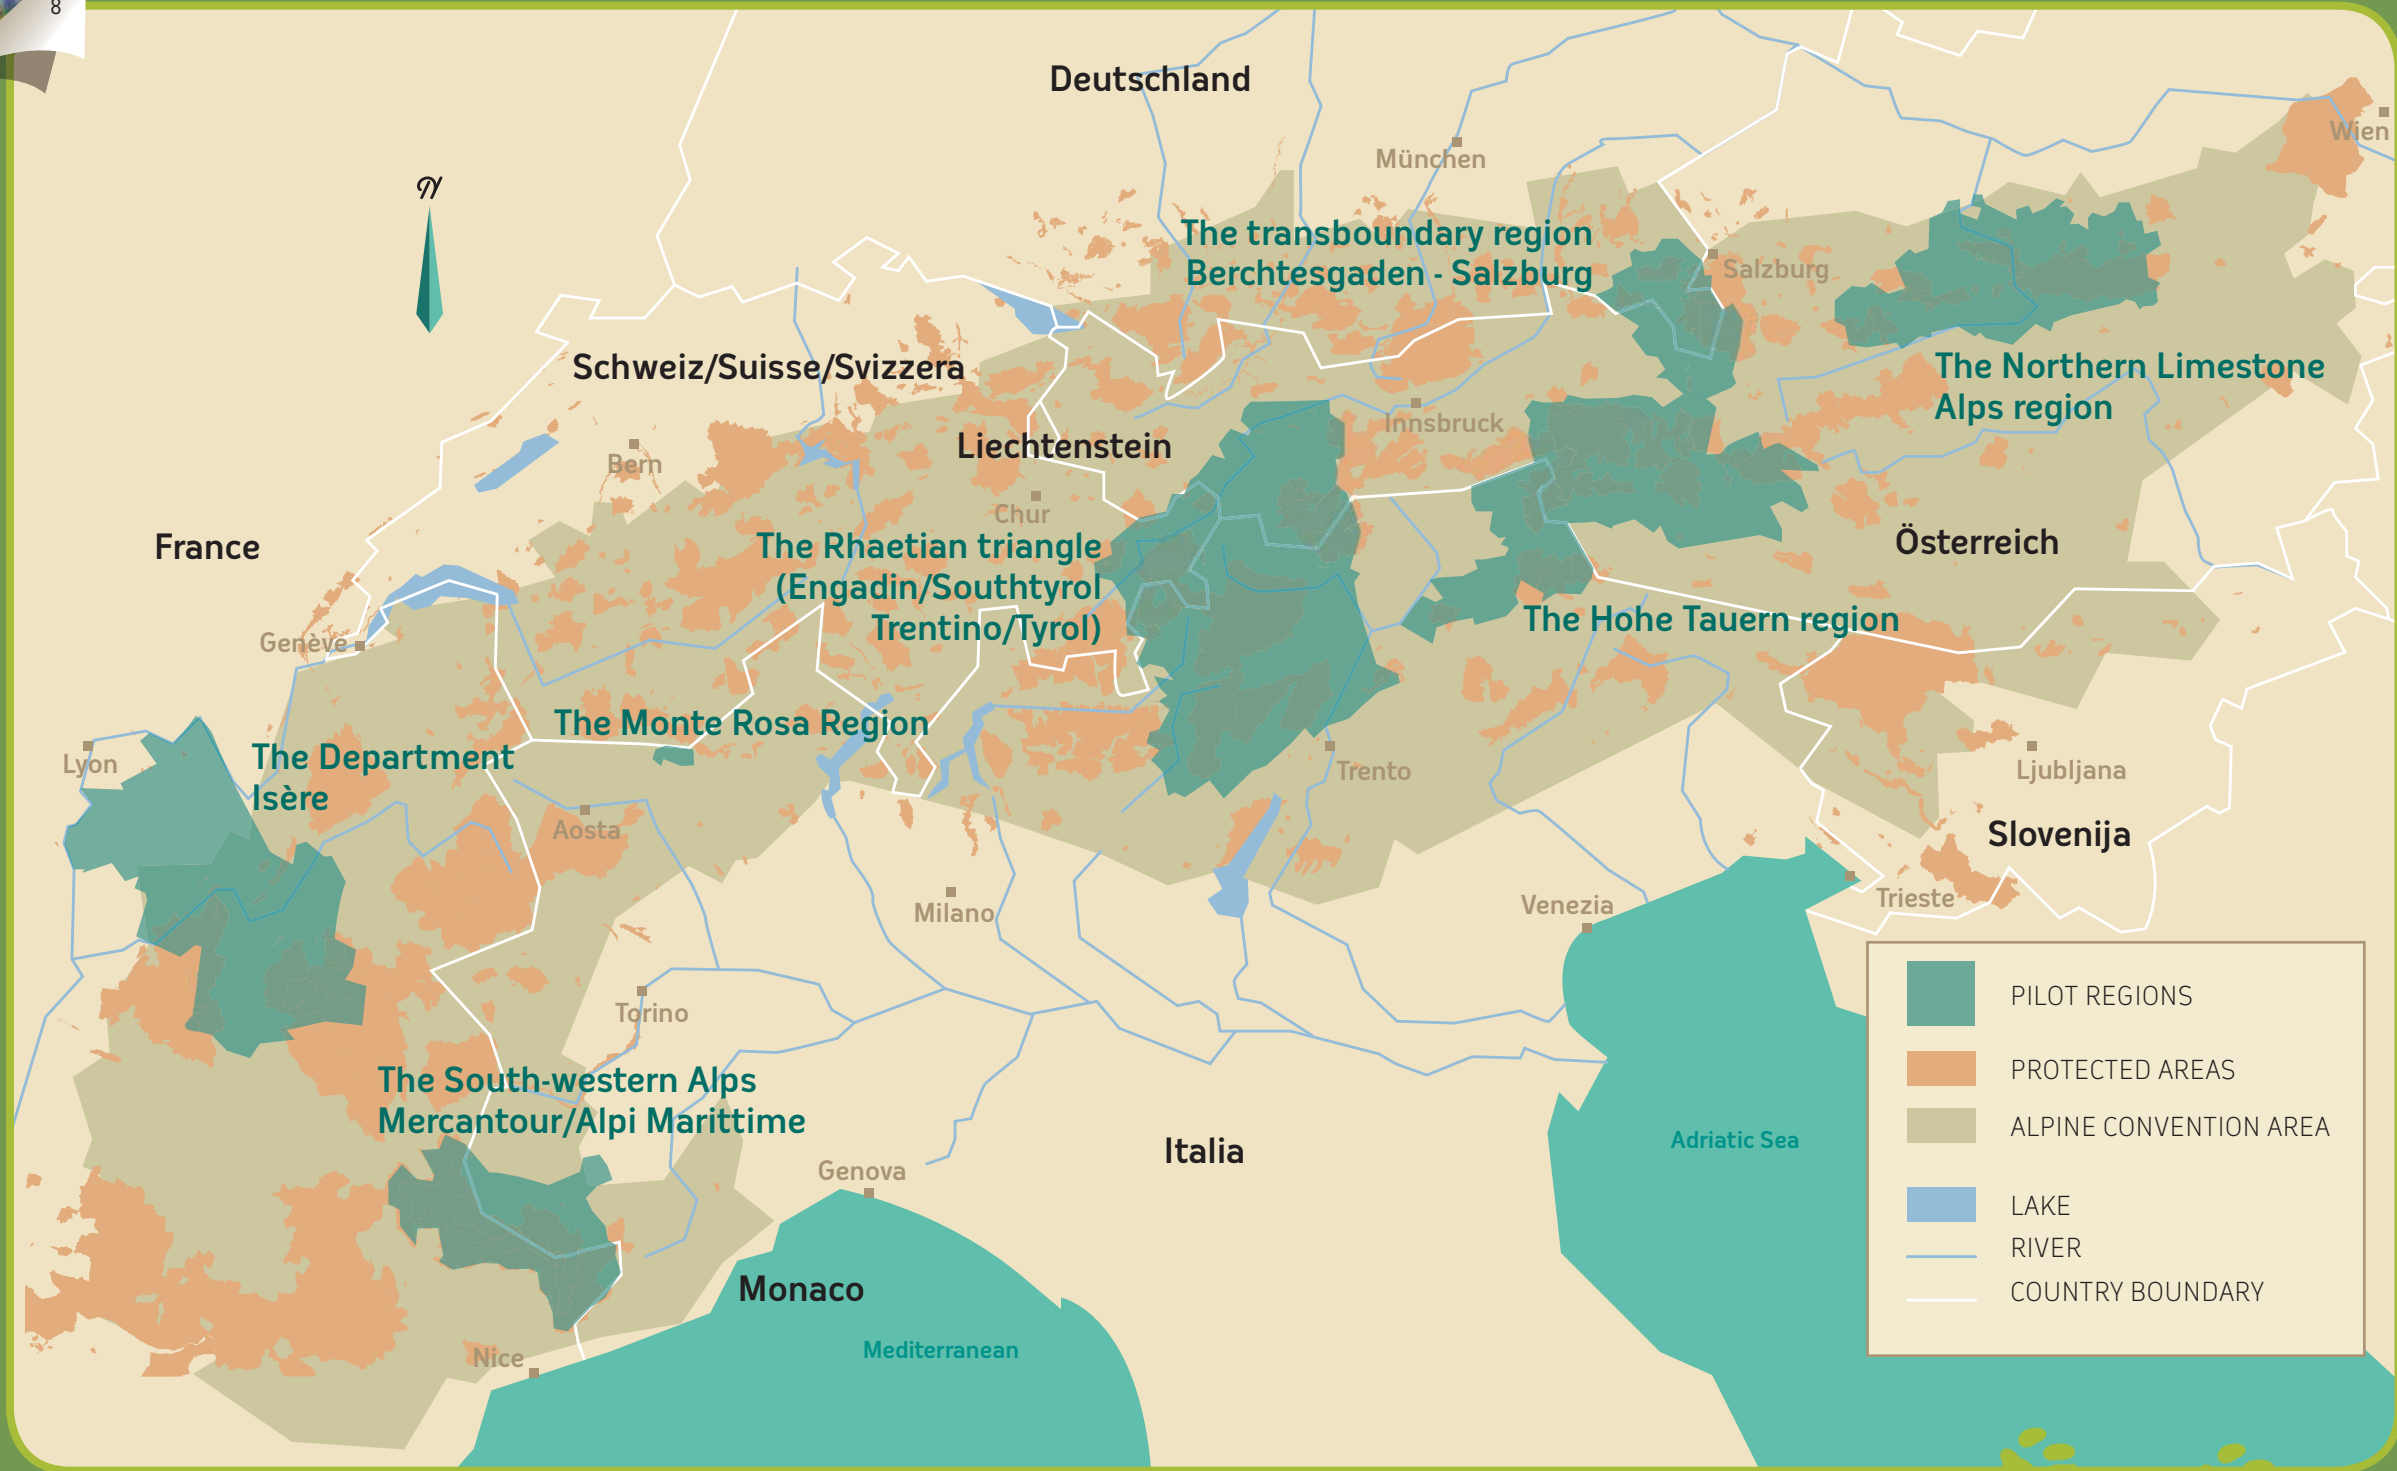 8
N
Deutschland
München
Wien
The transboundary region
Berchtesgaden - Salzburg
Salzburg
Schweiz/Suisse/Svizzera
The Northern Limestone
Alps region
Liechtenstein
Innsbruck
Bern
Chur
France
The Rhaetian triangle
(Engadin/Southtyrol
Trentino/Tyrol)
Österreich
The Hohe Tauern region
Genève
The Monte Rosa Region
Lyon
The Department
Isère
Trento
Ljubljana
Aosta
Slovenija
Milano
Venezia
Trieste
Torino
The South-western Alps
Mercantour/Alpi Marittime
Italia
Adriatic Sea
Genova
Monaco
Mediterranean
Nice
PILOT REGIONS
PROTECTED AREAS
ALPINE CONVENTION AREA
LAKE
RIVER
COUNTRY BOUNDARY